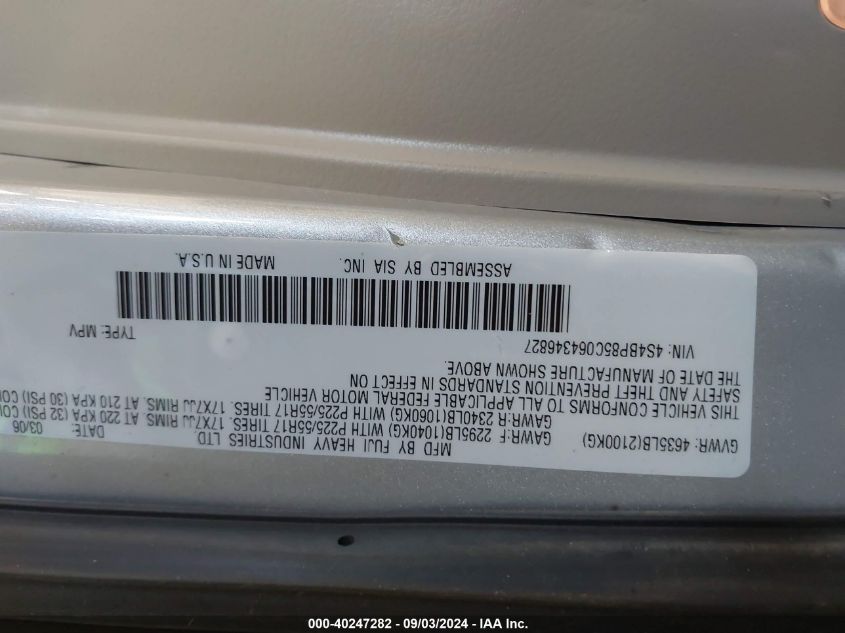 MFD BY FUJI HEAVY INDUSTRIES LTD. DATE: 03/06
GVWR: 4635LB(2100KG) GAWR:F 2295LB(1040KG) WITH P225/55R17 TIRES. 17X7JJ RIMS. AT 220 KPA (32 PSI) CO
GAWR:R 2340LB(1060KG) WITH P225/55R17 TIRES. 17X7JJ RIMS. AT 210 KPA (30 PSI) CO
THIS VEHICLE CONFORMS TO ALL APPLICABLE FEDERAL MOTOR VEHICLE
SAFETY AND THEFT PREVENTION STANDARDS IN EFFECT ON
THE DATE OF MANUFACTURE SHOWN ABOVE.
VIN: 4S4BP85C064346827 TYPE: MPV
ASSEMBLED BY SIA INC. MADE IN U.S.A.
000-40247282 - 09/03/2024 - IAA Inc.